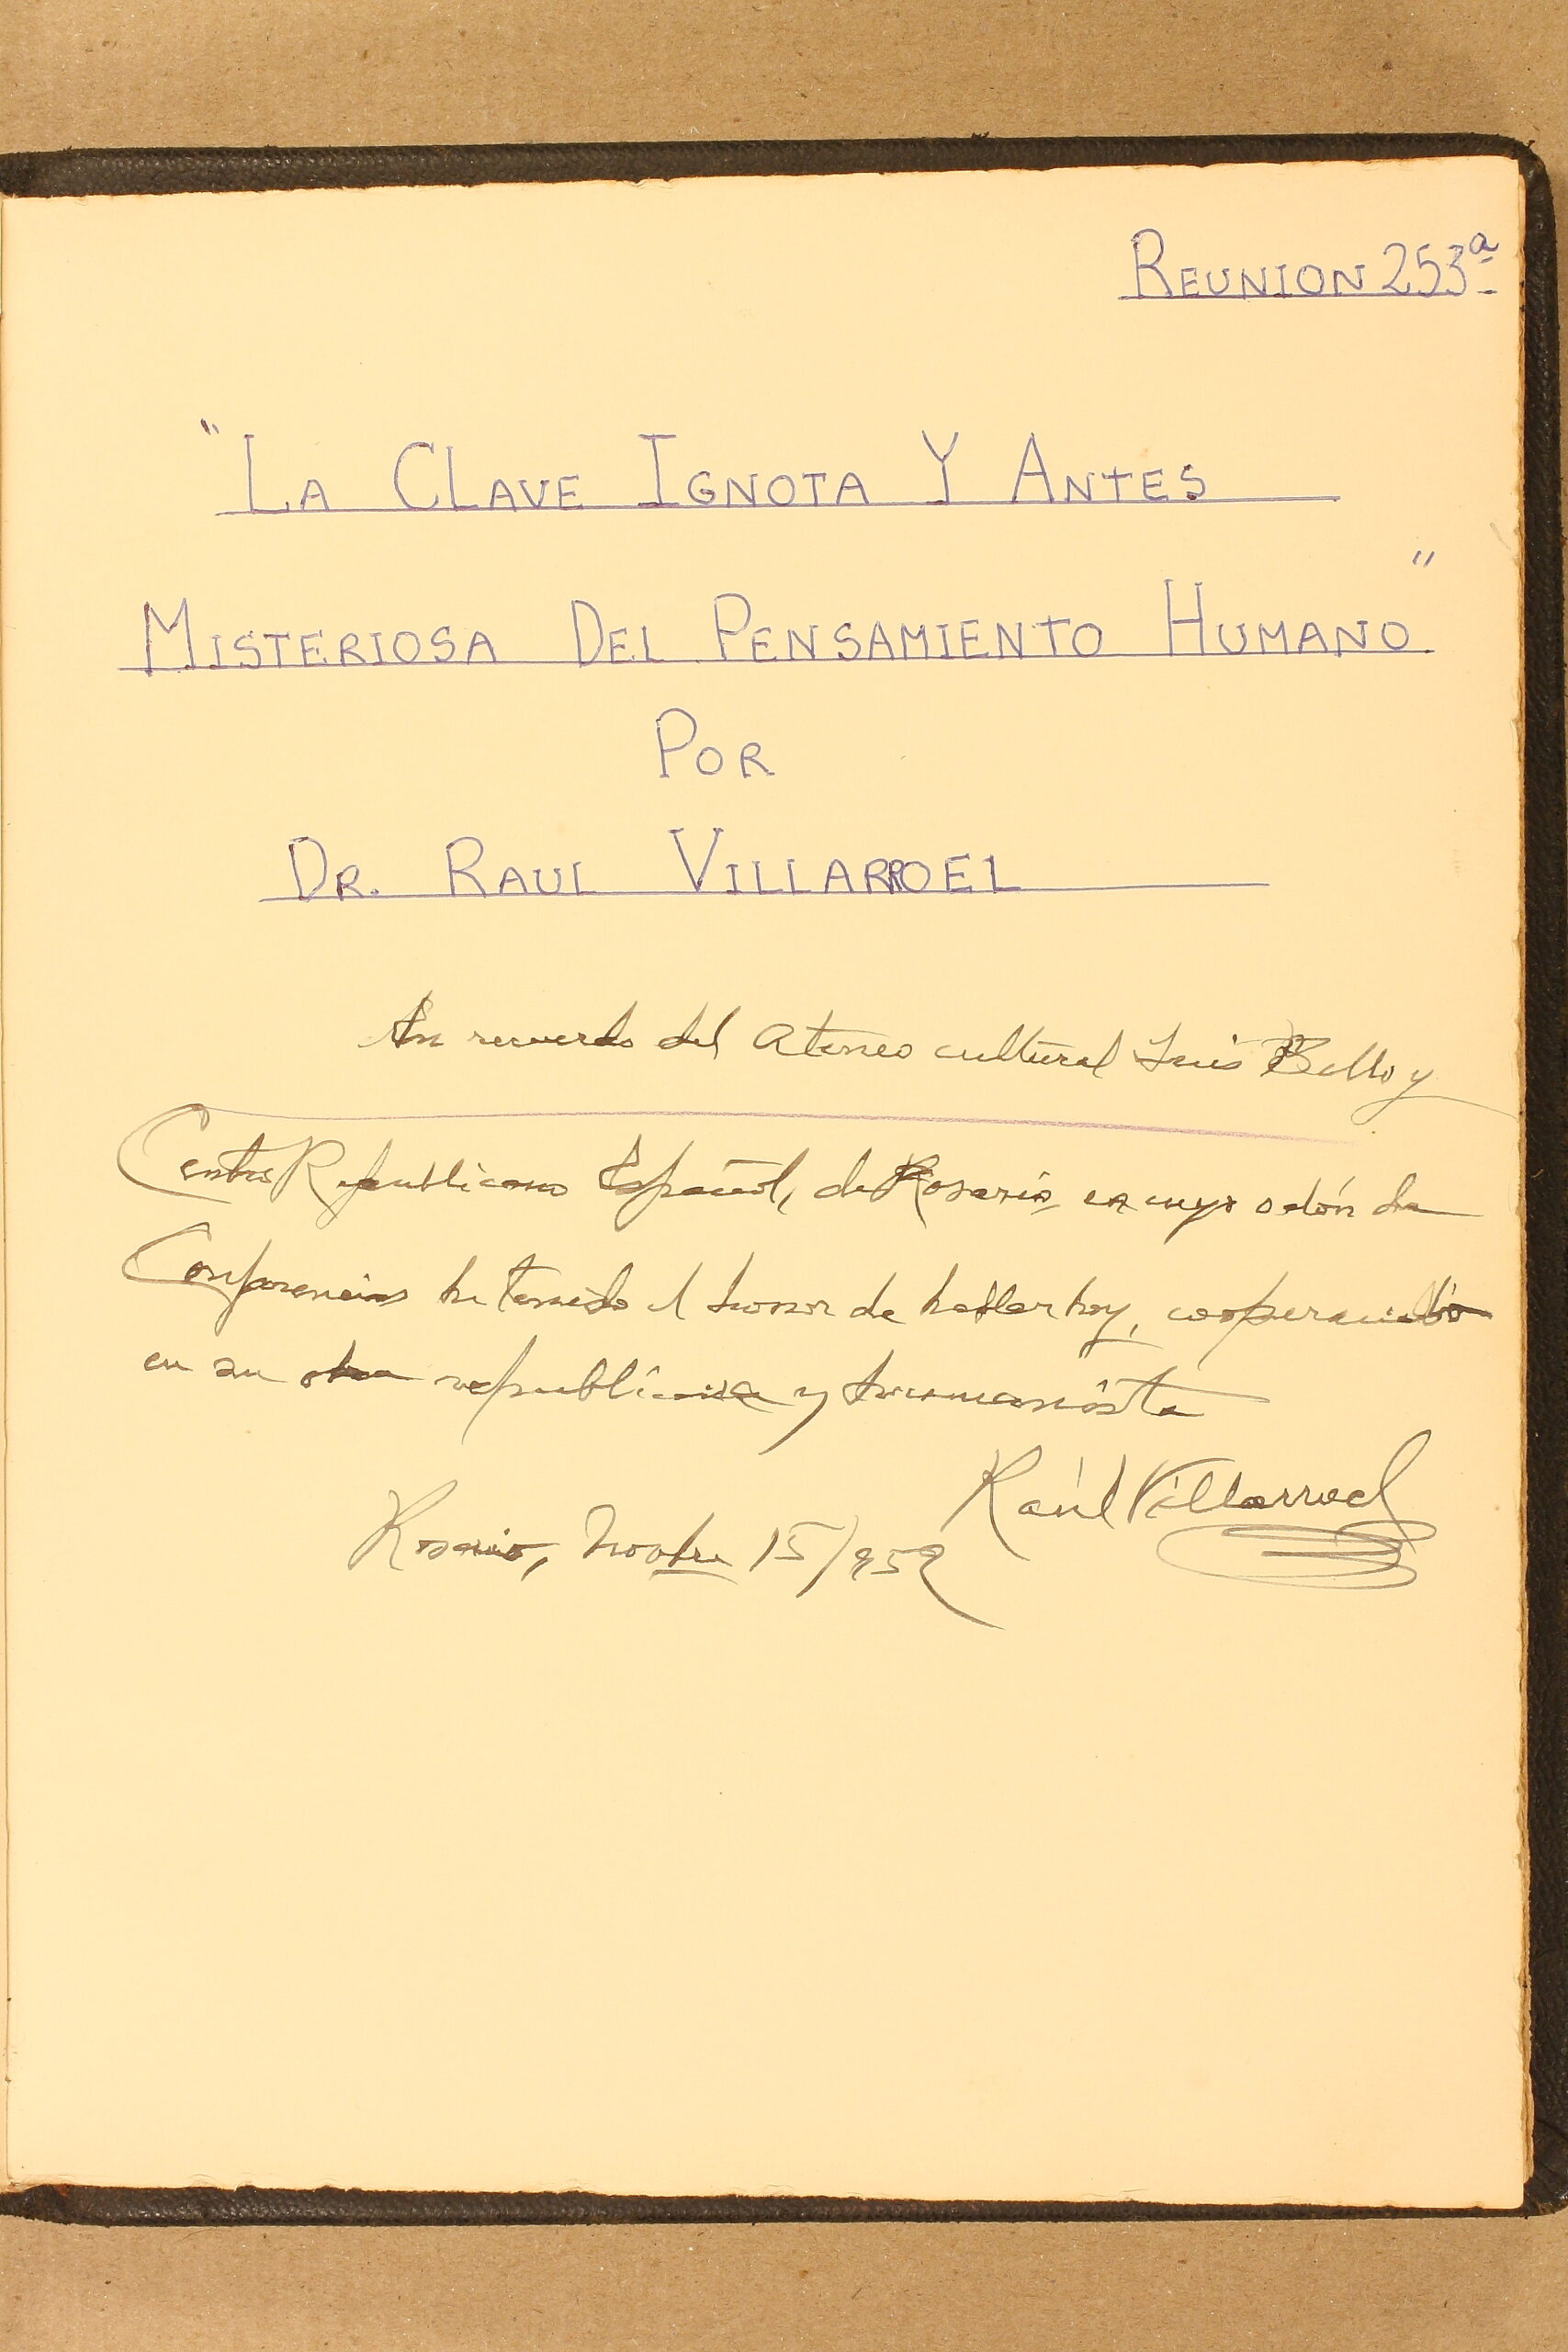 REUNION 253ª
"LA CLAVE IGNOTA Y ANTES
MISTERIOSA DEL PENSAMIENTO HUMANO"
POR
DR. RAUL VILLARROEL
En recuerdo del Ateneo cultural Luis Bello y
Centro Republicano Español, de Rosario, en cuyo salón de
Conferencias he tenido el honor de hablar hoy, cooperando
en su obra republicana y humanista
Raúl Villarroel
Rosario, Novbre 15/952